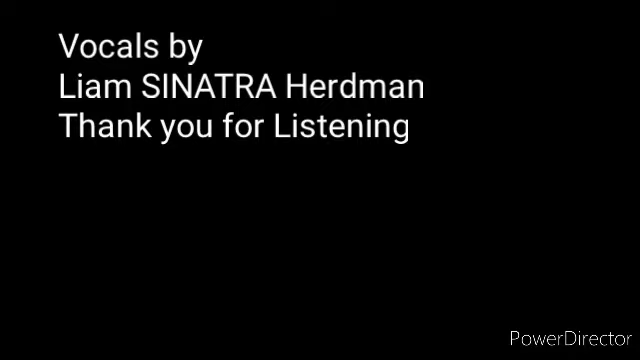 Vocals by
Liam SINATRA Herdman
Thank you for Listening
PowerDirector